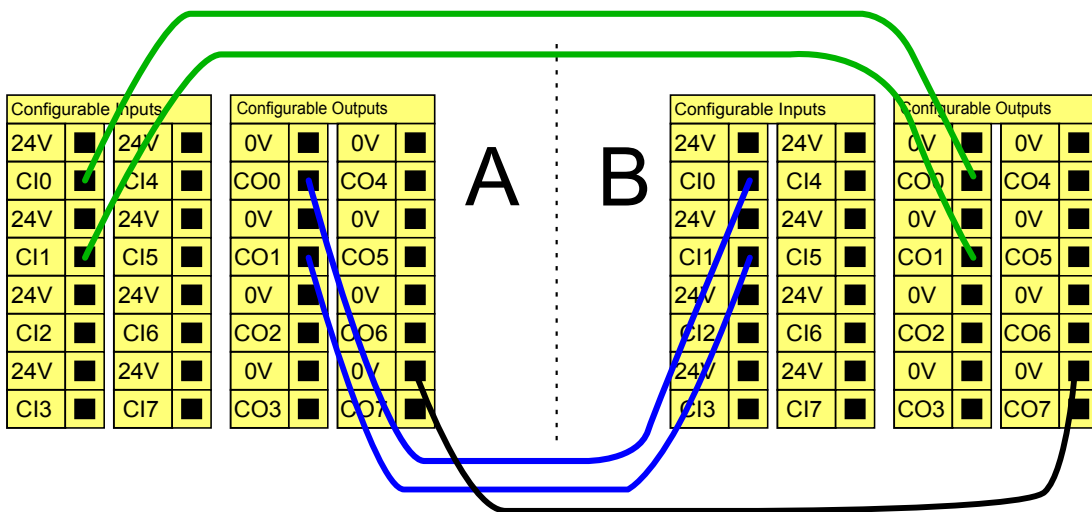 Configurable Inputs
24V 24V
CI0 CI4
24V 24V
CI1 CI5
24V 24V
CI2 CI6
24V 24V
CI3 CI7
Configurable Outputs
0V 0V
CO0 CO4
0V 0V
CO1 CO5
0V 0V
CO2 CO6
0V 0V
CO3 CO7
A
B
Configurable Inputs
24V 24V
CI0 CI4
24V 24V
CI1 CI5
24V 24V
CI2 CI6
24V 24V
CI3 CI7
Configurable Outputs
0V 0V
CO0 CO4
0V 0V
CO1 CO5
0V 0V
CO2 CO6
0V 0V
CO3 CO7